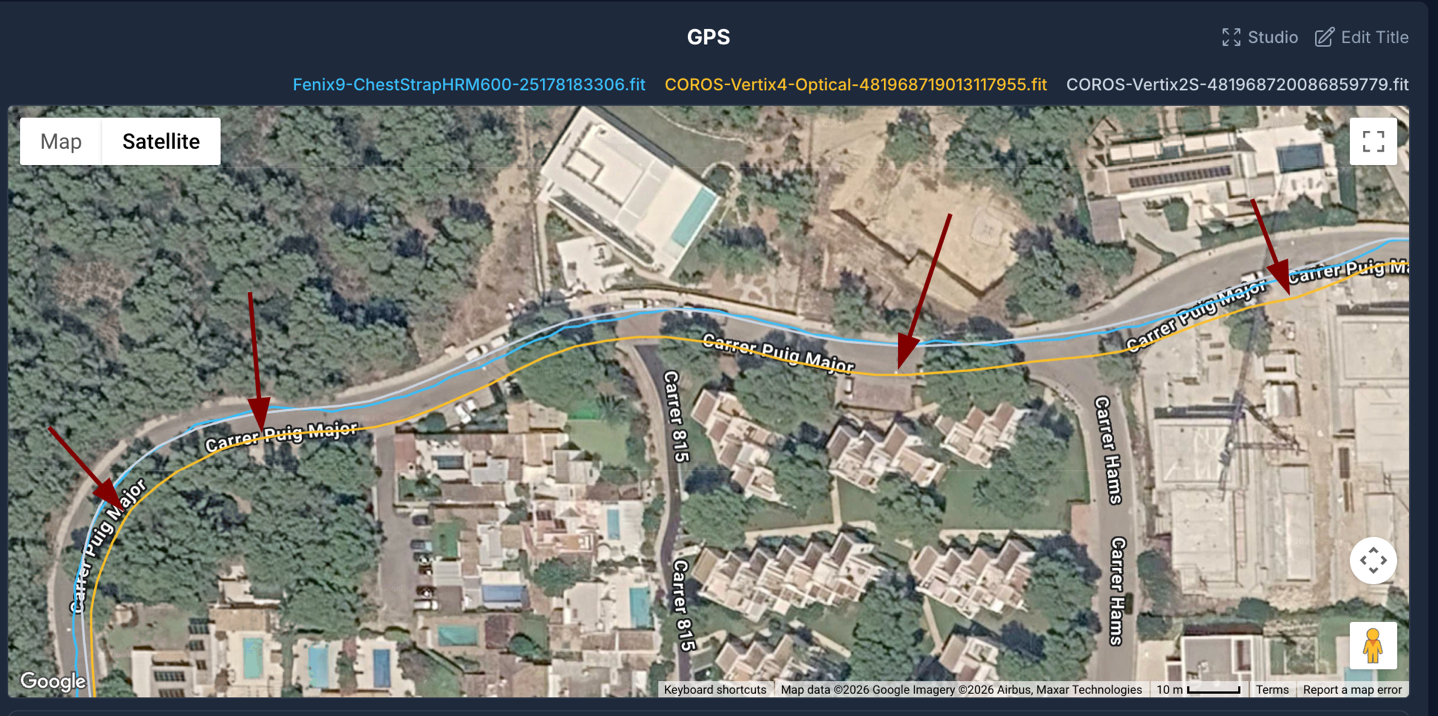 GPS
Studio
Edit Title
Fenix9-ChestStrapHRM600-25178183306.fit
COROS-Vertix4-Optical-481968719013117955.fit
COROS-Vertix2S-481968720086859779.fit
Map
Satellite
Carrer Puig Ma
Carrer Puig Major
Carrer Puig Major
Carrer Puig Major
Carrer Puig Major
Carrer 815
Carrer Hams
Carrer 815
Carrer Hams
Google
Keyboard shortcuts
Map data ©2026 Google Imagery ©2026 Airbus, Maxar Technologies
10 m
Terms
Report a map error